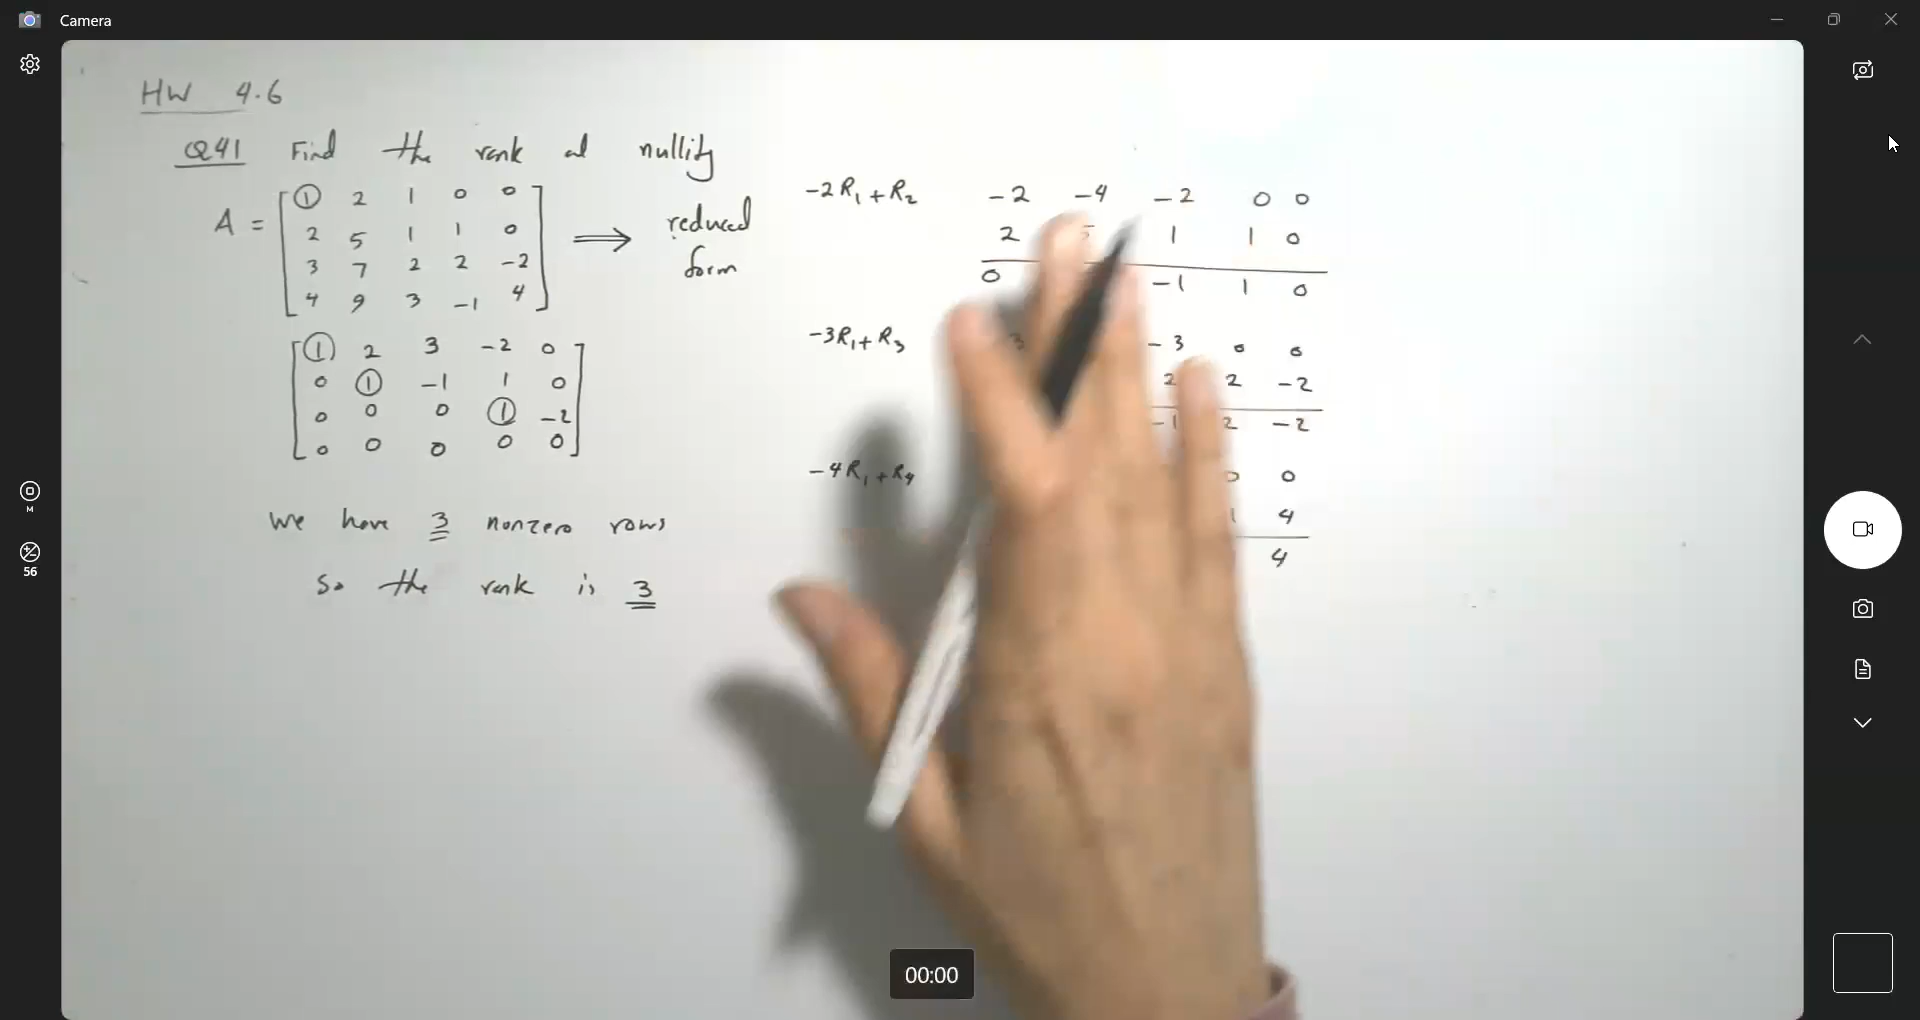 Camera
HW 4.6
Q41 Find the rank and nullity
A = [ 1 2 1 0 0
2 5 1 1 0
3 7 2 2 -2
4 9 3 -1 4 ]
⟹ reduced
form
[ 1 2 3 -2 0
0 1 -1 1 0
0 0 0 1 -2
0 0 0 0 0 ]
We have 3 nonzero rows
So the rank is 3
-2R₁+R₂ -2 -4 -2 0 0
2 1 1 0
0 -1 1 0
-3R₁+R₃ -3 0 0
2 2 -2
-1 2 -2
-4R₁+R₄ 0
4
4
M
56
00:00